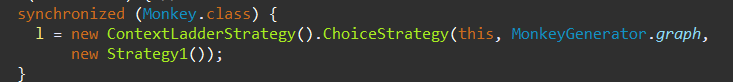 synchronized (Monkey.class) {
l = new ContextLadderStrategy().ChoiceStrategy(this, MonkeyGenerator.graph,
new Strategy1());
}